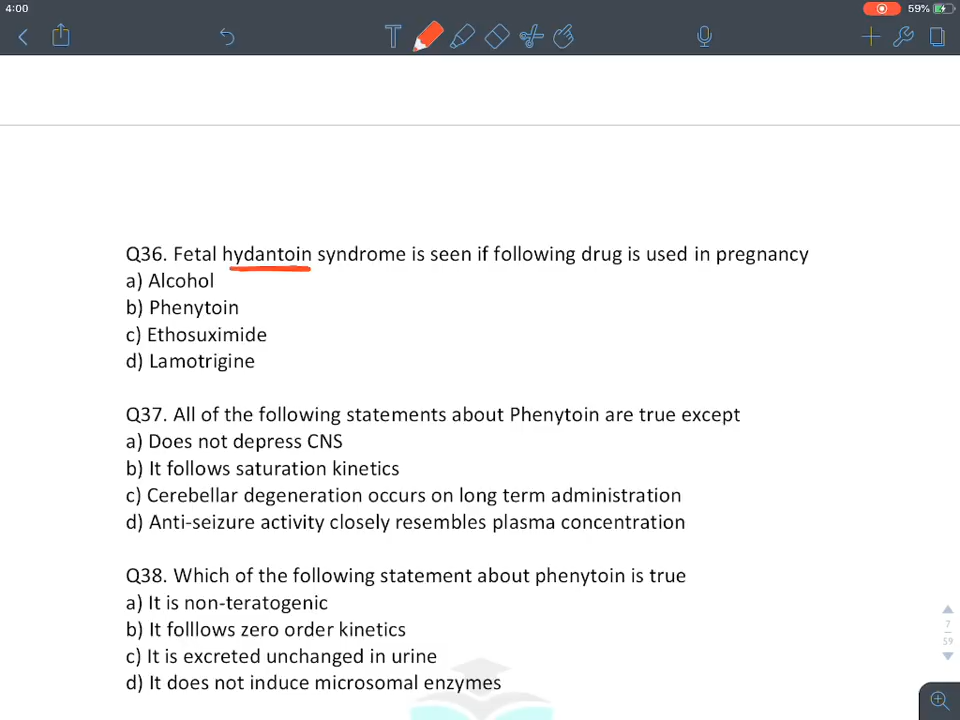 4:00
59%
T
Q36. Fetal hydantoin syndrome is seen if following drug is used in pregnancy
a) Alcohol
b) Phenytoin
c) Ethosuximide
d) Lamotrigine
Q37. All of the following statements about Phenytoin are true except
a) Does not depress CNS
b) It follows saturation kinetics
c) Cerebellar degeneration occurs on long term administration
d) Anti-seizure activity closely resembles plasma concentration
Q38. Which of the following statement about phenytoin is true
a) It is non-teratogenic
b) It folllows zero order kinetics
c) It is excreted unchanged in urine
d) It does not induce microsomal enzymes
7
59